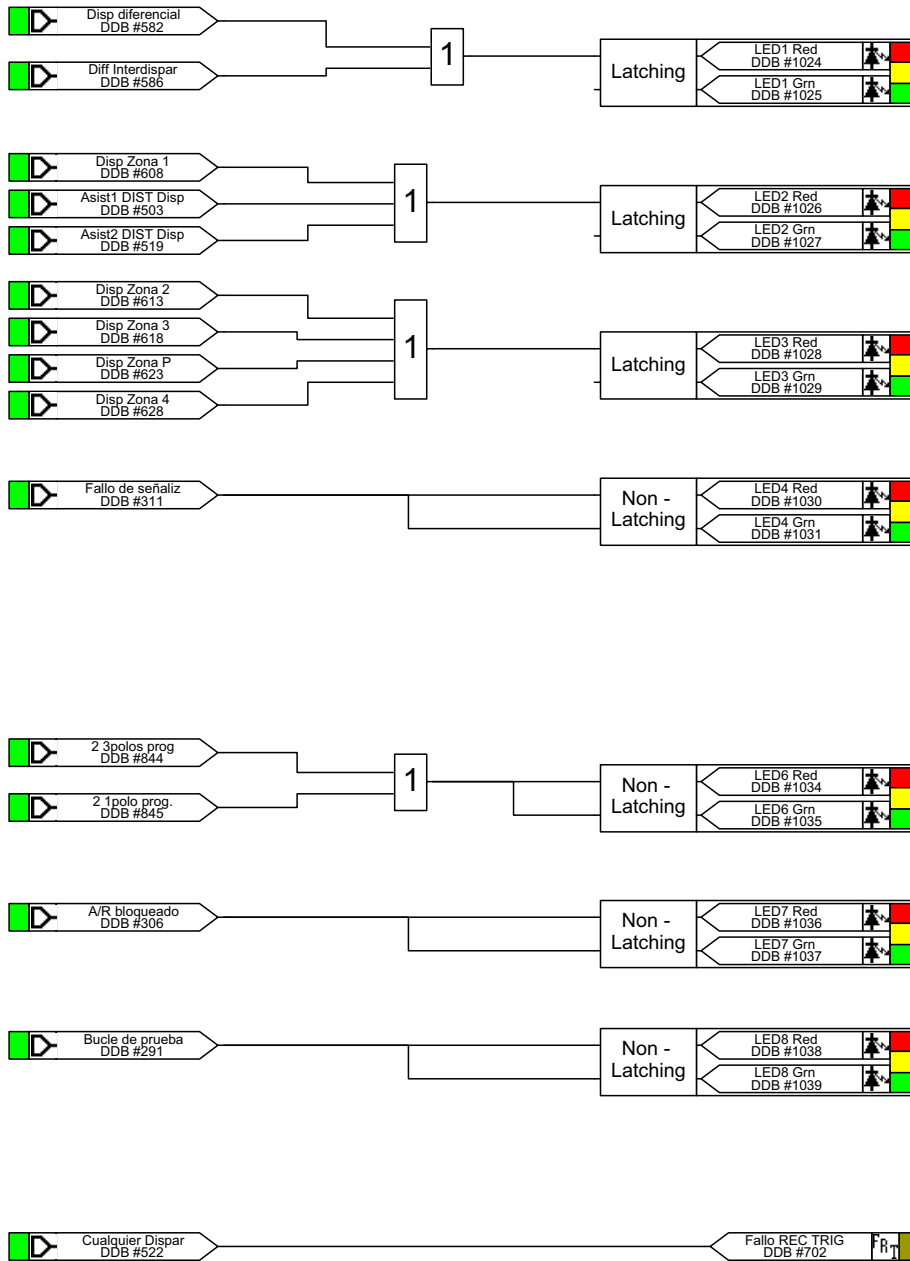 Disp diferencial
DDB #582
Diff Interdispar
DDB #586
1
Latching
LED1 Red
DDB #1024
LED1 Grn
DDB #1025
Disp Zona 1
DDB #608
Asist1 DIST Disp
DDB #503
Asist2 DIST Disp
DDB #519
1
Latching
LED2 Red
DDB #1026
LED2 Grn
DDB #1027
Disp Zona 2
DDB #613
Disp Zona 3
DDB #618
Disp Zona P
DDB #623
Disp Zona 4
DDB #628
1
Latching
LED3 Red
DDB #1028
LED3 Grn
DDB #1029
Fallo de señaliz
DDB #311
Non -
Latching
LED4 Red
DDB #1030
LED4 Grn
DDB #1031
2 3polos prog
DDB #844
2 1polo prog.
DDB #845
1
Non -
Latching
LED6 Red
DDB #1034
LED6 Grn
DDB #1035
A/R bloqueado
DDB #306
Non -
Latching
LED7 Red
DDB #1036
LED7 Grn
DDB #1037
Bucle de prueba
DDB #291
Non -
Latching
LED8 Red
DDB #1038
LED8 Grn
DDB #1039
Cualquier Dispar
DDB #522
Fallo REC TRIG
DDB #702
FRT